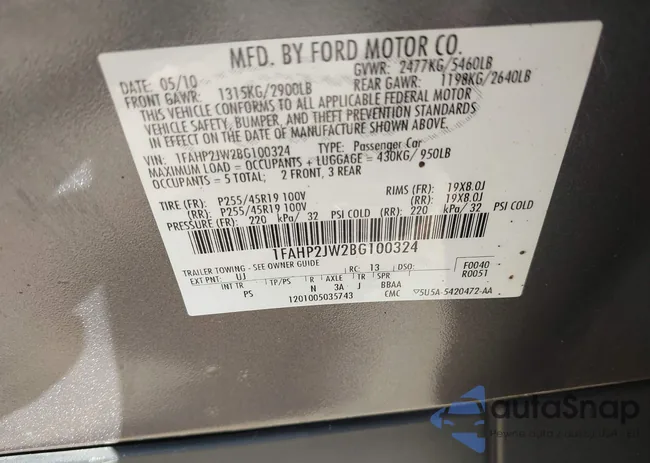 MFD. BY FORD MOTOR CO.
DATE: 05/10 GVWR: 2477KG/5460LB
FRONT GAWR: 1315KG/2900LB REAR GAWR: 1198KG/2640LB
THIS VEHICLE CONFORMS TO ALL APPLICABLE FEDERAL MOTOR
VEHICLE SAFETY, BUMPER, AND THEFT PREVENTION STANDARDS
IN EFFECT ON THE DATE OF MANUFACTURE SHOWN ABOVE.
VIN: 1FAHP2JW2BG100324 TYPE: Passenger Car
MAXIMUM LOAD = OCCUPANTS + LUGGAGE = 430KG/950LB
OCCUPANTS = 5 TOTAL; 2 FRONT, 3 REAR
TIRE (FR): P255/45R19 100V RIMS (FR): 19X8.0J
(RR): P255/45R19 100V (RR): 19X8.0J
PRESSURE (FR): 220 kPa/ 32 PSI COLD (RR): 220 kPa/ 32 PSI COLD
1FAHP2JW2BG100324
TRAILER TOWING - SEE OWNER GUIDE
EXT PNT: UJ RC: 13 DSO: F0040
R0051
INT TR TP/PS R AXLE TR SPR
PS N 3A J BBAA
1201005035743 CMC 5U5A-5420472-AA
autoSnap